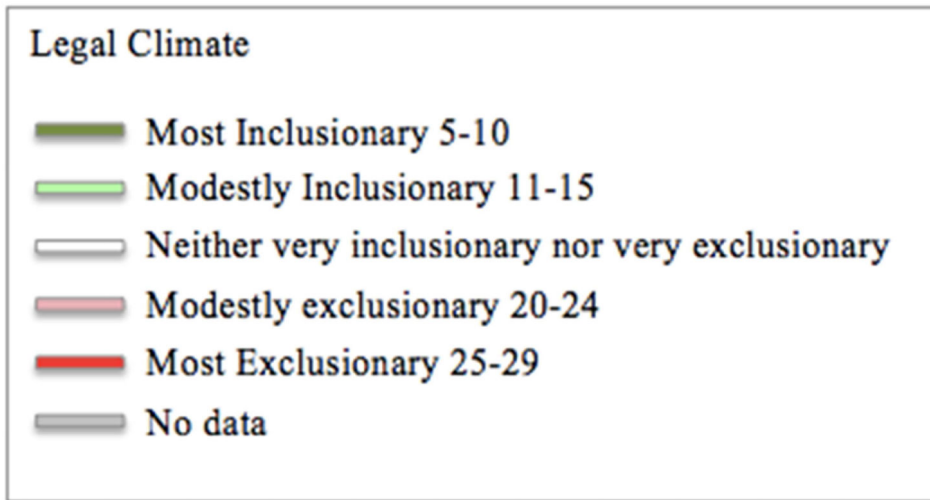 Legal Climate
Most Inclusionary 5-10
Modestly Inclusionary 11-15
Neither very inclusionary nor very exclusionary
Modestly exclusionary 20-24
Most Exclusionary 25-29
No data